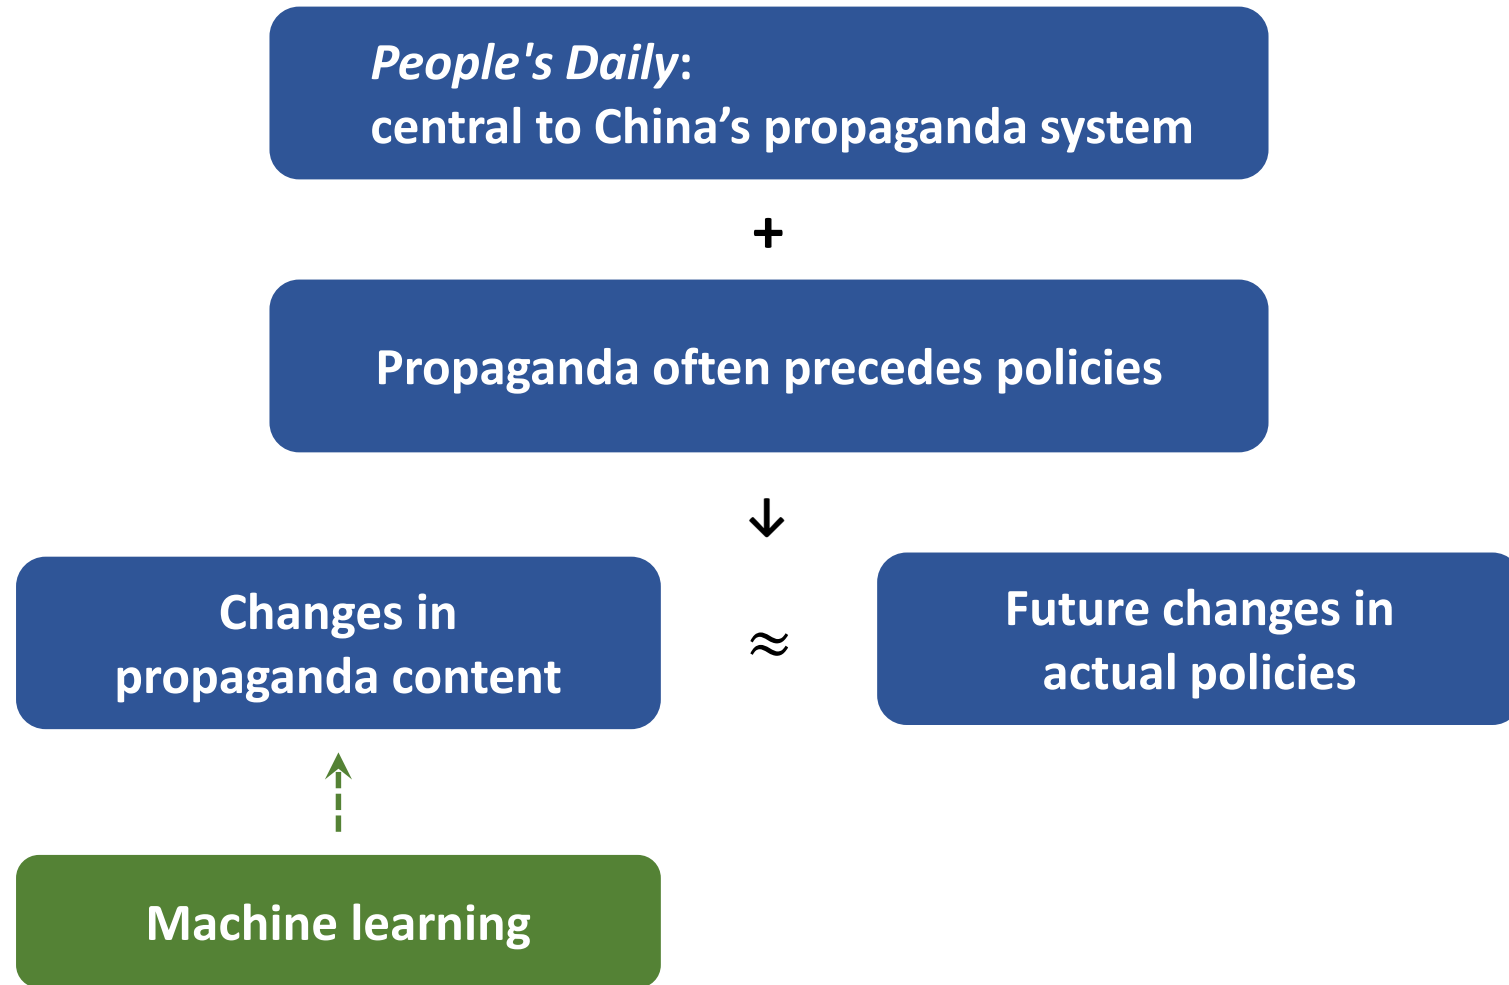 People's Daily:
central to China’s propaganda system
+
Propaganda often precedes policies
↓
Changes in
propaganda content
≈
Future changes in
actual policies
Machine learning